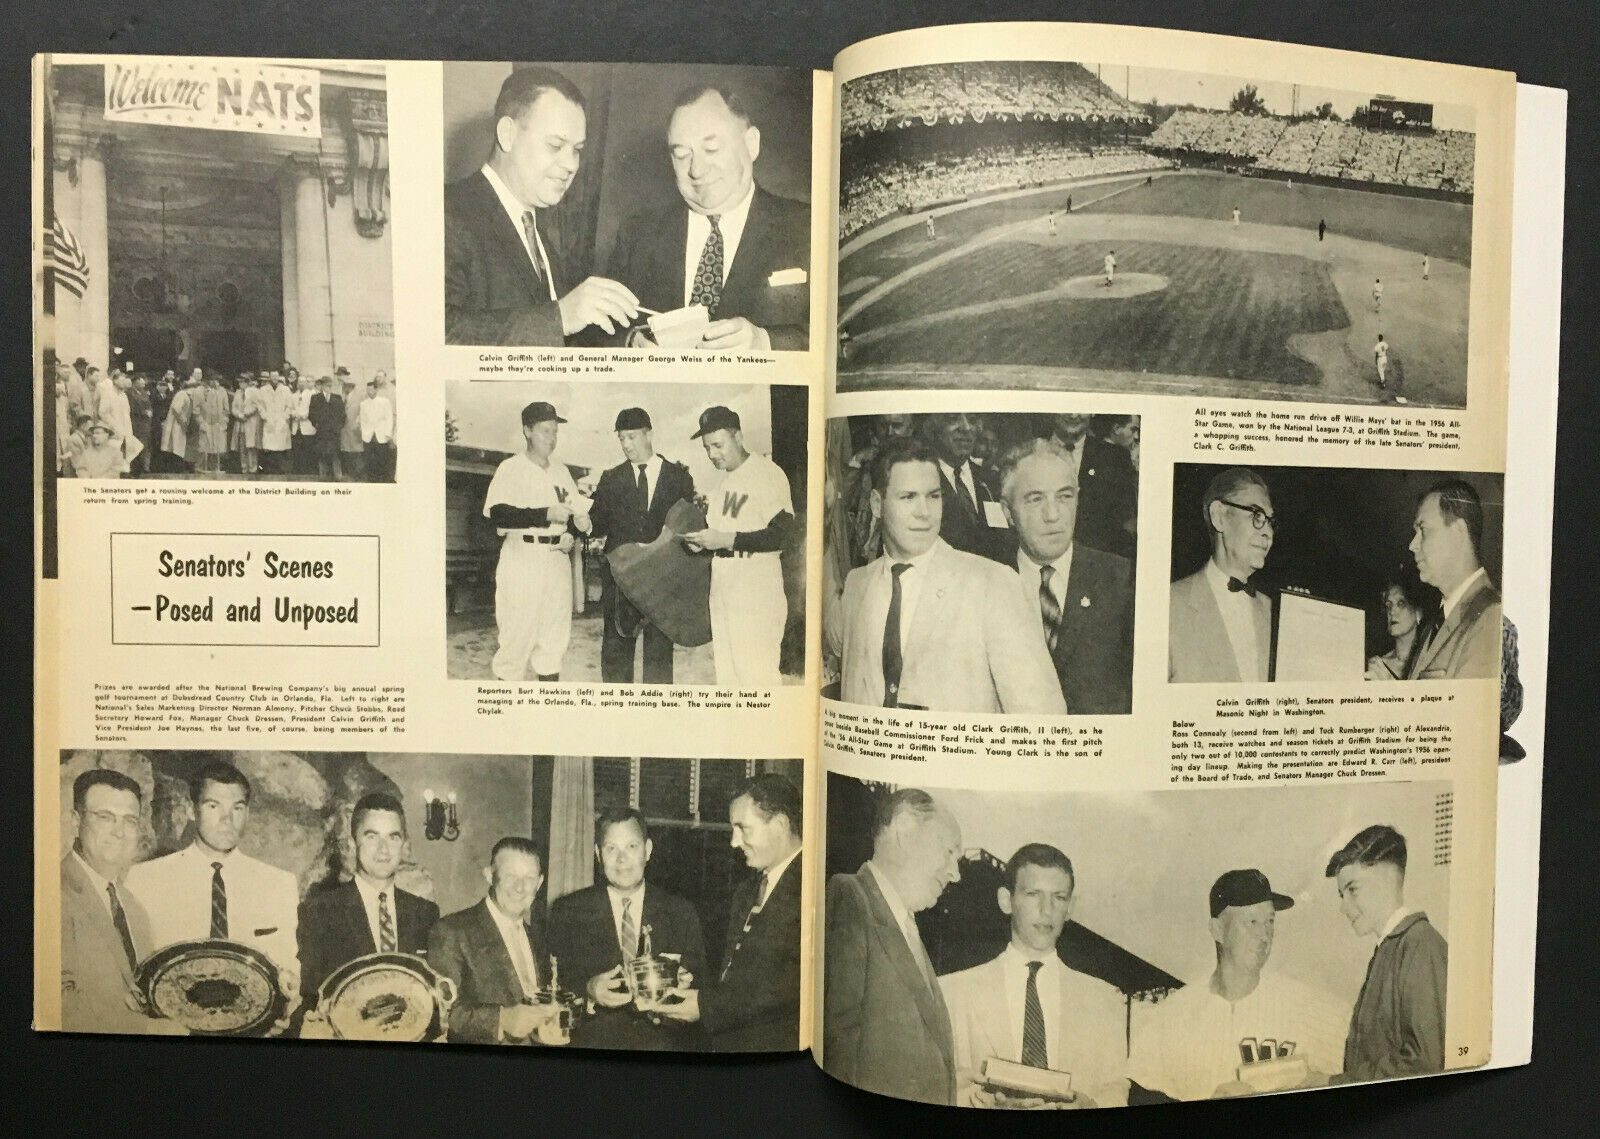 Welcome NATS
DISTRICT
BUILDING
The Senators get a rousing welcome at the District Building on their
return from spring training.
Senators' Scenes
—Posed and Unposed
Prizes are awarded after the National Brewing Company's big annual spring
golf tournament at Dubsdread Country Club in Orlando, Fla. Left to right are
National's Sales Marketing Director Norman Almony, Pitcher Chuck Stobbs, Road
Secretary Howard Fox, Manager Chuck Dressen, President Calvin Griffith and
Vice President Joe Haynes, the last five, of course, being members of the
Senators.
Calvin Griffith (left) and General Manager George Weiss of the Yankees—
maybe they're cooking up a trade.
W
W
Reporters Burt Hawkins (left) and Bob Addie (right) try their hand at
managing at the Orlando, Fla., spring training base. The umpire is Nestor
Chylak.
All eyes watch the home run drive off Willie Mays' bat in the 1956 All-
Star Game, won by the National League 7-3, at Griffith Stadium. The game,
a whopping success, honored the memory of the late Senators' president,
Clark C. Griffith.
A big moment in the life of 15-year old Clark Griffith, II (left), as he
poses beside Baseball Commissioner Ford Frick and makes the first pitch
of the '56 All-Star Game at Griffith Stadium. Young Clark is the son of
Calvin Griffith, Senators president.
Calvin Griffith (right), Senators president, receives a plaque at
Masonic Night in Washington.
Below
Ross Connealy (second from left) and Tuck Rumberger (right) of Alexandria,
both 13, receive watches and season tickets at Griffith Stadium for being the
only two out of 10,000 contestants to correctly predict Washington's 1956 open-
ing day lineup. Making the presentation are Edward R. Carr (left), president
of the Board of Trade, and Senators Manager Chuck Dressen.
39